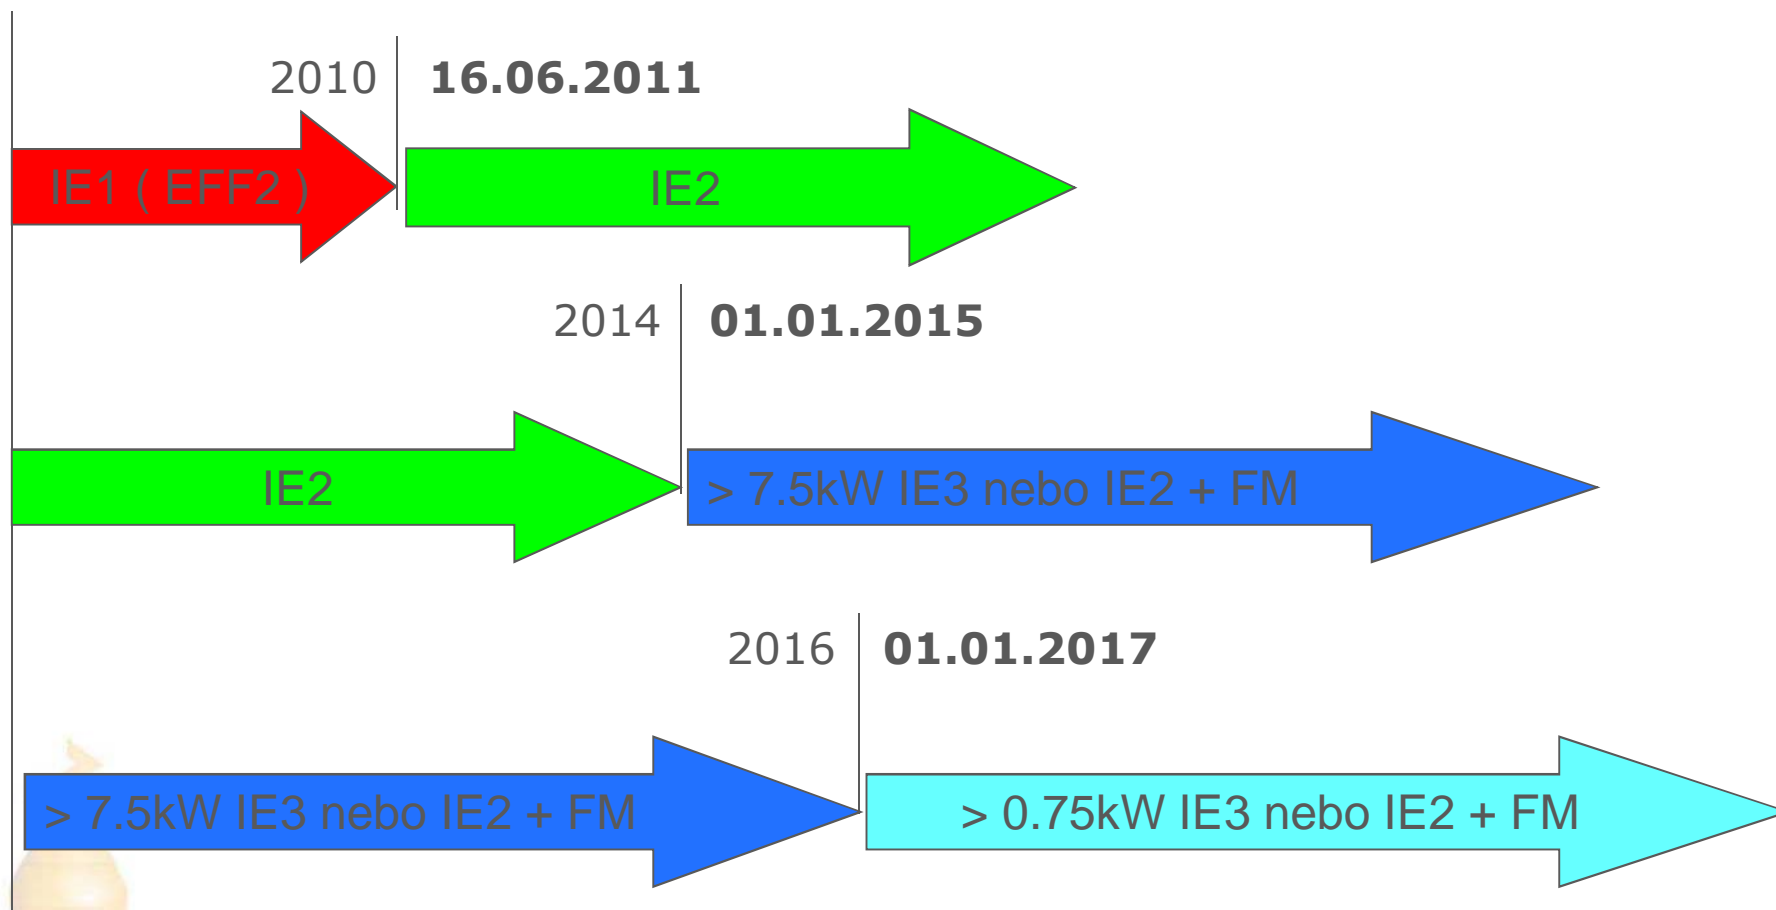 2010
16.06.2011
IE1 ( EFF2 )
IE2
2014
01.01.2015
IE2
> 7.5kW IE3 nebo IE2 + FM
2016
01.01.2017
> 7.5kW IE3 nebo IE2 + FM
> 0.75kW IE3 nebo IE2 + FM